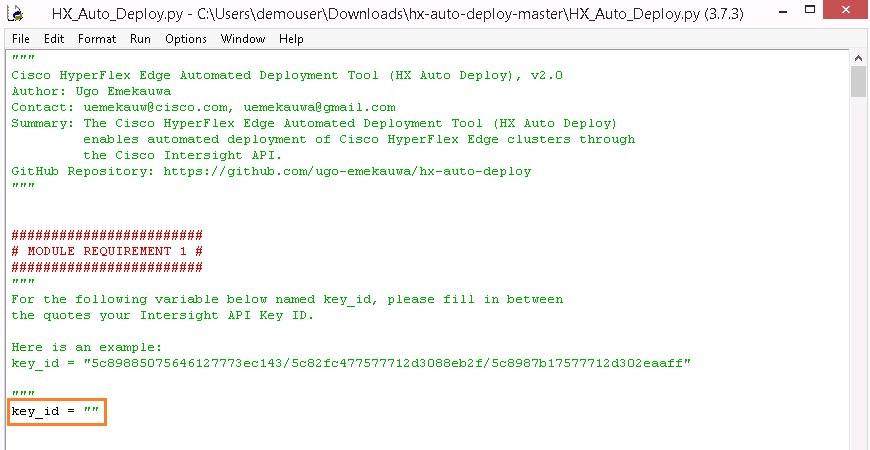 HX_Auto_Deploy.py - C:\Users\demouser\Downloads\hx-auto-deploy-master\HX_Auto_Deploy.py (3.7.3)
File Edit Format Run Options Window Help
"""
Cisco HyperFlex Edge Automated Deployment Tool (HX Auto Deploy), v2.0
Author: Ugo Emekauwa
Contact: uemekauw@cisco.com, uemekauwa@gmail.com
Summary: The Cisco HyperFlex Edge Automated Deployment Tool (HX Auto Deploy)
enables automated deployment of Cisco HyperFlex Edge clusters through
the Cisco Intersight API.
GitHub Repository: https://github.com/ugo-emekauwa/hx-auto-deploy
"""
########################
# MODULE REQUIREMENT 1 #
########################
"""
For the following variable below named key_id, please fill in between
the quotes your Intersight API Key ID.
Here is an example:
key_id = "5c89885075646127773ec143/5c82fc477577712d3088eb2f/5c8987b17577712d302eaaff"
"""
key_id = ""